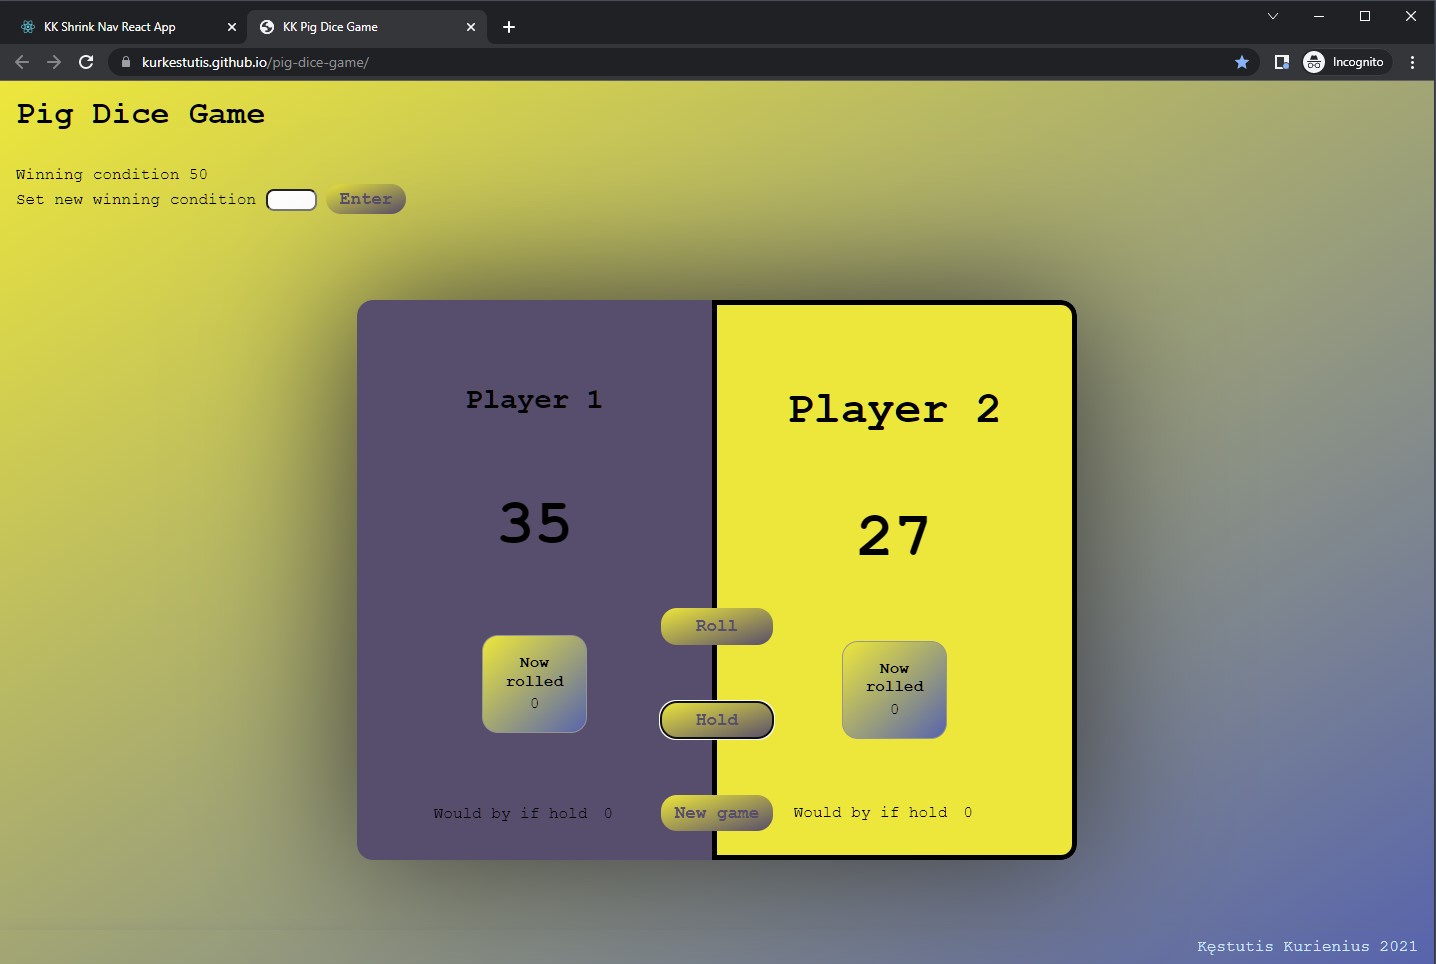 KK Shrink Nav React App
KK Pig Dice Game
kurkestutis.github.io/pig-dice-game/
Incognito
Pig Dice Game
Winning condition 50
Set new winning condition
Enter
Player 1
Player 2
35
27
Roll
Now
rolled
0
Now
rolled
0
Hold
Would by if hold 0
New game
Would by if hold 0
Kęstutis Kurienius 2021